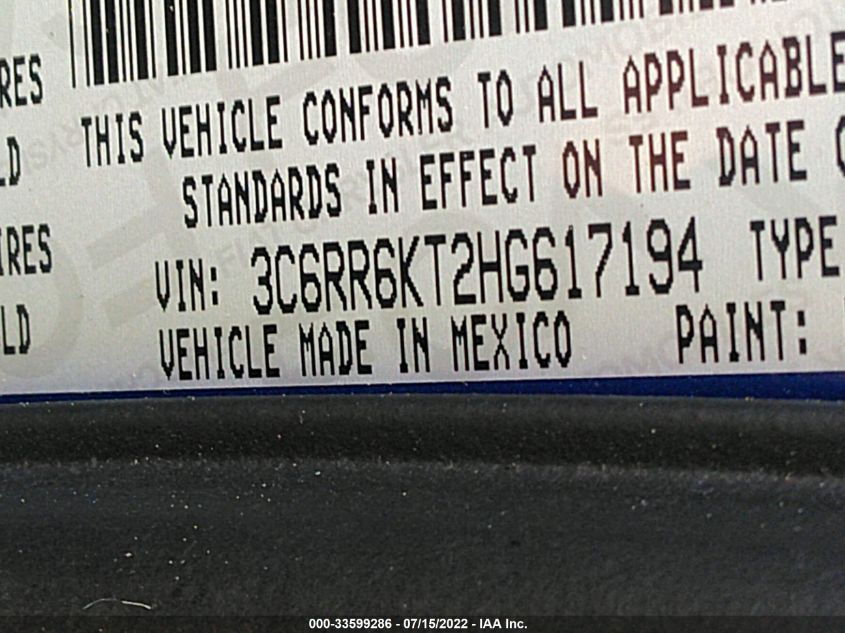 RES
THIS VEHICLE CONFORMS TO ALL APPLICABLE
LD
STANDARDS IN EFFECT ON THE DATE
IRES
VIN: 3C6RR6KT2HG617194 TYPE
LD
VEHICLE MADE IN MEXICO PAINT:
000-33599286 - 07/15/2022 - IAA Inc.